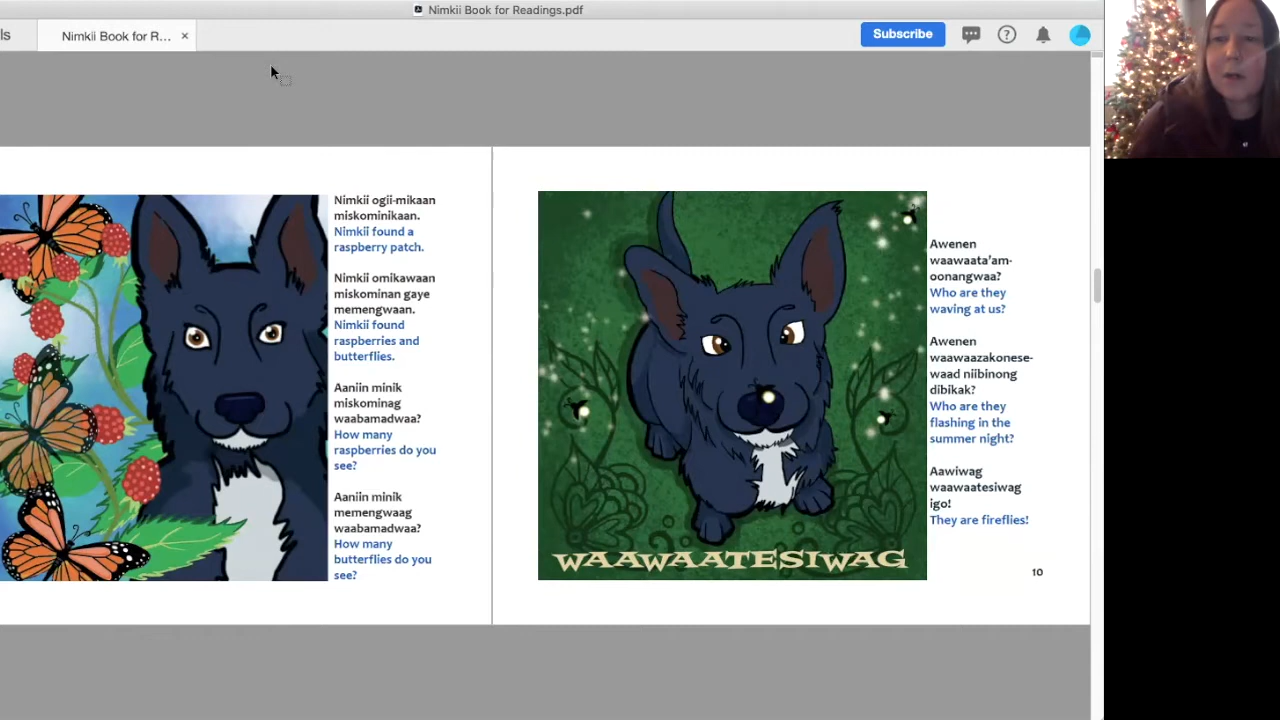 Nimkii Book for Readings.pdf
ls
Nimkii Book for R... ×
Subscribe
?
Nimkii ogii-mikaan
miskominikaan.
Nimkii found a
raspberry patch.
Nimkii omikawaan
miskominan gaye
memengwaan.
Nimkii found
raspberries and
butterflies.
Aaniin minik
miskominag
waabamadwaa?
How many
raspberries do you
see?
Aaniin minik
memengwaag
waabamadwaa?
How many
butterflies do you
see?
WAAWAATESIWAG
Awenen
waawaata'am-
oonangwaa?
Who are they
waving at us?
Awenen
waawaazakonese-
waad niibinong
dibikak?
Who are they
flashing in the
summer night?
Aawiwag
waawaatesiwag
igo!
They are fireflies!
10